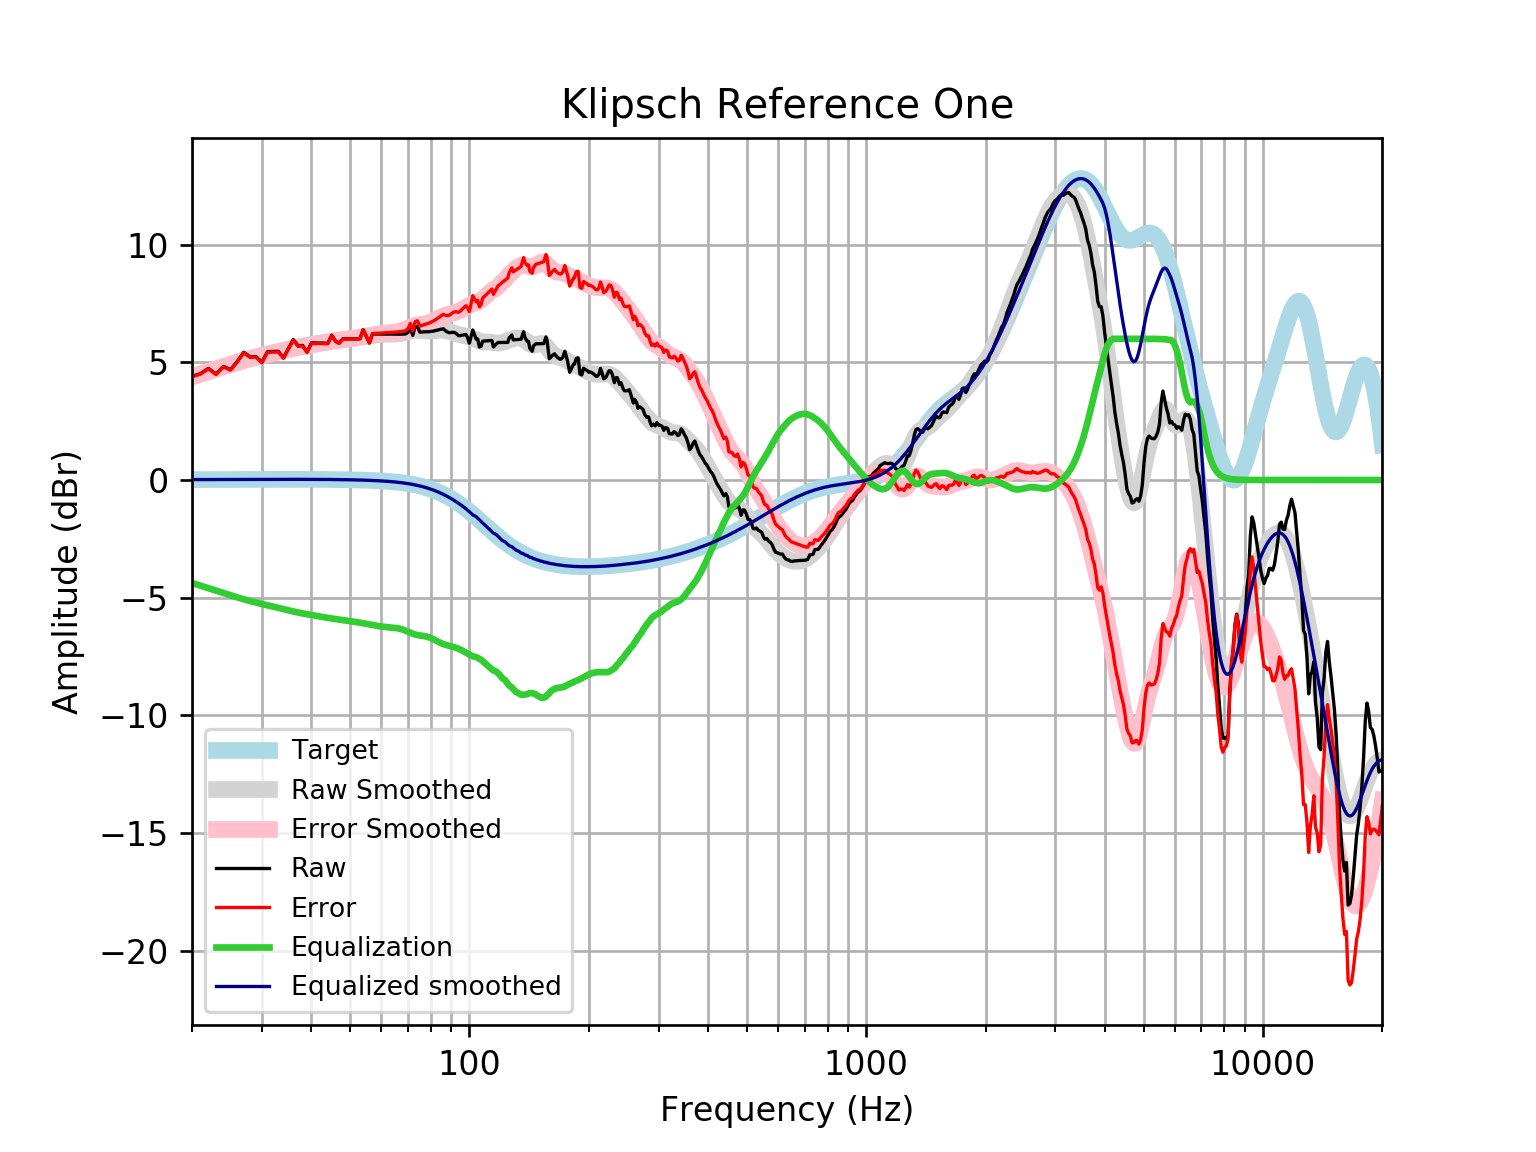 Klipsch Reference One
Amplitude (dBr)
10
5
0
−5
−10
−15
−20
Target
Raw Smoothed
Error Smoothed
Raw
Error
Equalization
Equalized smoothed
100 1000 10000
Frequency (Hz)